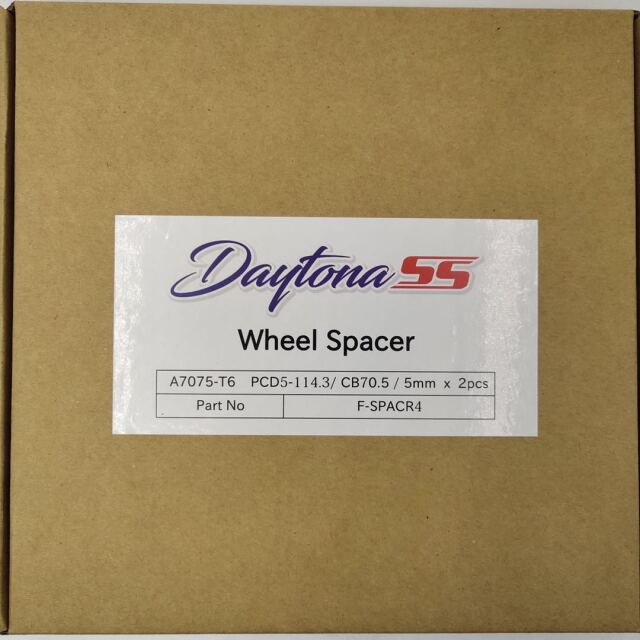 Daytona SS
Wheel Spacer
A7075-T6 PCD5-114.3/ CB70.5 / 5mm x 2pcs
Part No F-SPACR4